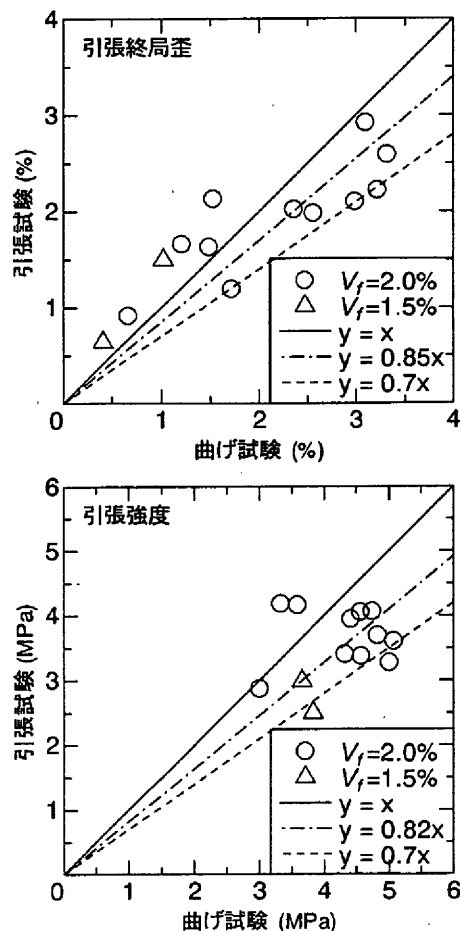 4
引張終局歪
3
引張試験(%)
2
1
V_f=2.0%
V_f=1.5%
y = x
y = 0.85x
y = 0.7x
0 1 2 3 4
曲げ試験 (%)
6
引張強度
5
4
引張試験(MPa)
3
2
1
V_f=2.0%
V_f=1.5%
y = x
y = 0.82x
y = 0.7x
0 1 2 3 4 5 6
曲げ試験 (MPa)